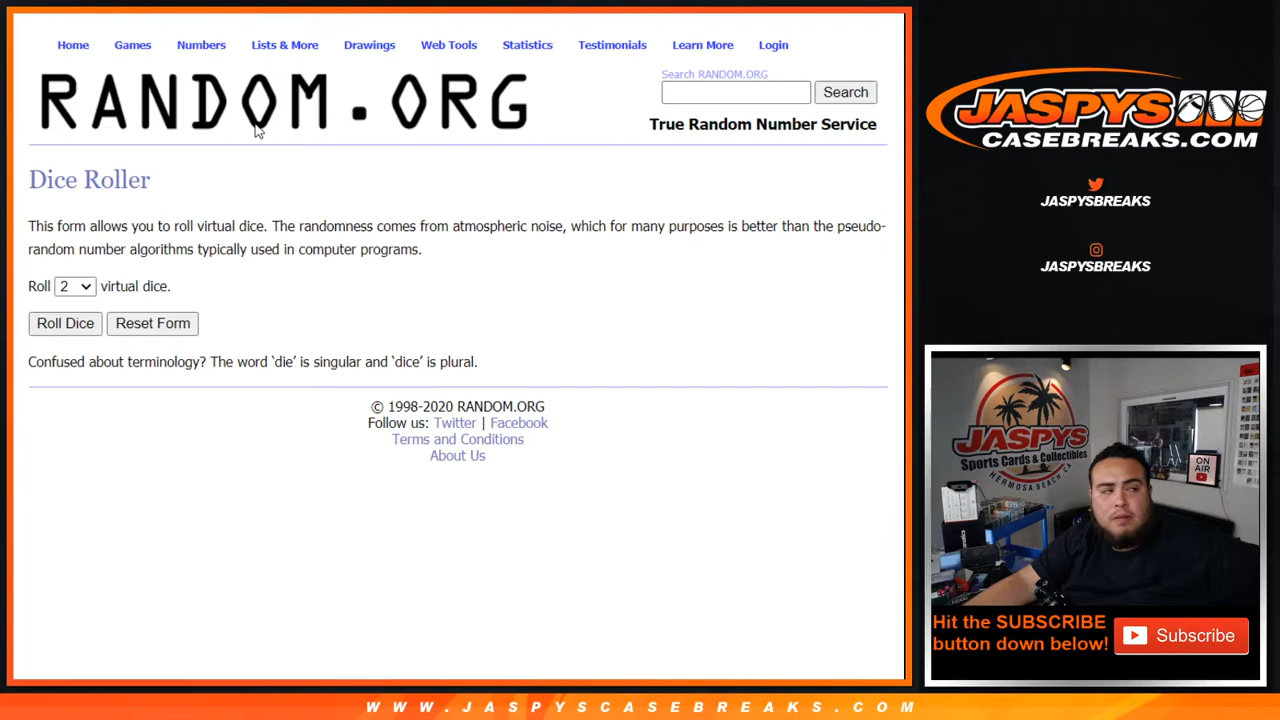 Home Games Numbers Lists & More Drawings Web Tools Statistics Testimonials Learn More Login
RANDOM.ORG
Search RANDOM.ORG
Search
True Random Number Service
Dice Roller
This form allows you to roll virtual dice. The randomness comes from atmospheric noise, which for many purposes is better than the pseudo-
random number algorithms typically used in computer programs.
Roll 2 virtual dice.
Roll Dice Reset Form
Confused about terminology? The word ‘die’ is singular and ‘dice’ is plural.
© 1998-2020 RANDOM.ORG
Follow us: Twitter | Facebook
Terms and Conditions
About Us
JASPYS
CASEBREAKS.COM
JASPYSBREAKS
JASPYSBREAKS
JASPYS
Sports Cards & Collectibles
HERMOSA BEACH, CA
ON
AIR
Hit the SUBSCRIBE
button down below!
Subscribe
WWW.JASPYSCASEBREAKS.COM